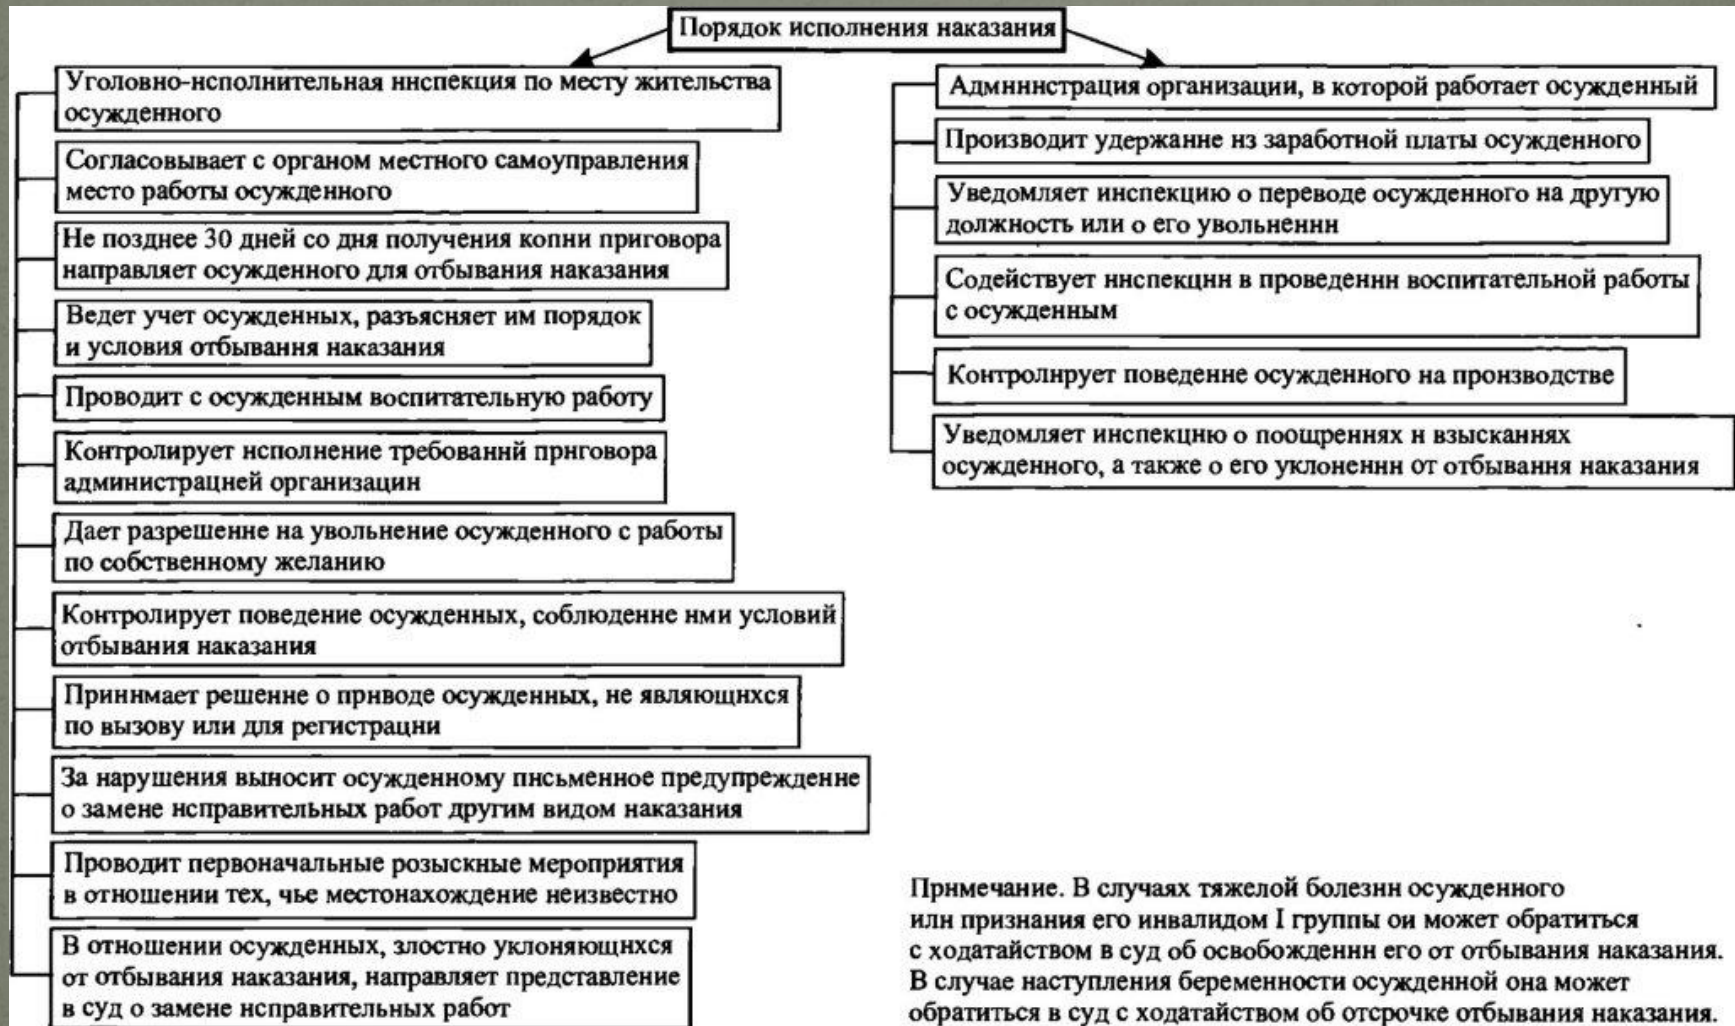 Порядок исполнения наказания
Уголовно-исполнительная инспекция по месту жительства
осужденного
Согласовывает с органом местного самоуправления
место работы осужденного
Не позднее 30 дней со дня получения копии приговора
направляет осужденного для отбывания наказания
Ведет учет осужденных, разъясняет им порядок
и условия отбывания наказания
Проводит с осужденным воспитательную работу
Контролирует исполнение требований приговора
администрацией организации
Дает разрешение на увольнение осужденного с работы
по собственному желанию
Контролирует поведение осужденных, соблюдение ими условий
отбывания наказания
Принимает решение о приводе осужденных, не являющихся
по вызову или для регистрации
За нарушения выносит осужденному письменное предупреждение
о замене исправительных работ другим видом наказания
Проводит первоначальные розыскные мероприятия
в отношении тех, чье местонахождение неизвестно
В отношении осужденных, злостно уклоняющихся
от отбывания наказания, направляет представление
в суд о замене исправительных работ
Администрация организации, в которой работает осужденный
Производит удержание из заработной платы осужденного
Уведомляет инспекцию о переводе осужденного на другую
должность или о его увольнении
Содействует инспекции в проведении воспитательной работы
с осужденным
Контролирует поведение осужденного на производстве
Уведомляет инспекцию о поощрениях и взысканиях
осужденного, а также о его уклонении от отбывания наказания
Примечание. В случаях тяжелой болезни осужденного
или признания его инвалидом I группы он может обратиться
с ходатайством в суд об освобождении его от отбывания наказания.
В случае наступления беременности осужденной она может
обратиться в суд с ходатайством об отсрочке отбывания наказания.